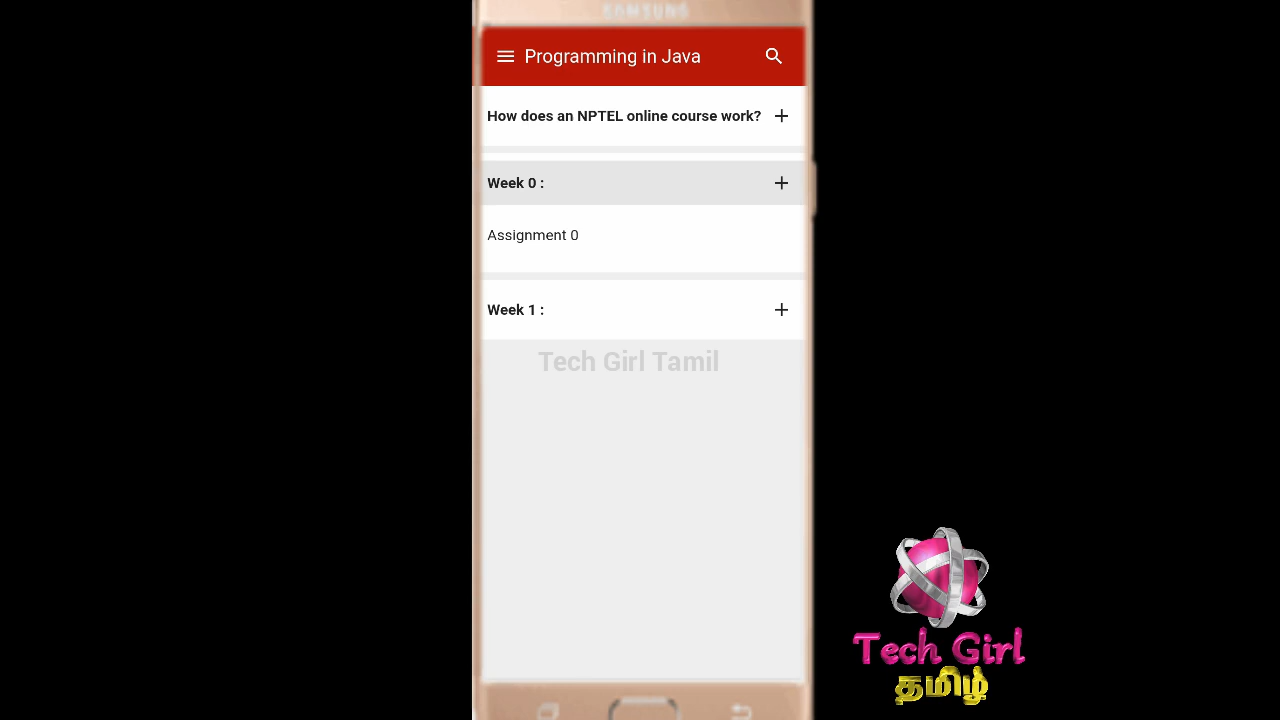 SAMSUNG
Programming in Java
How does an NPTEL online course work?
Week 0 :
Assignment 0
Week 1 :
Tech Girl Tamil
Tech Girl
தமிழ்